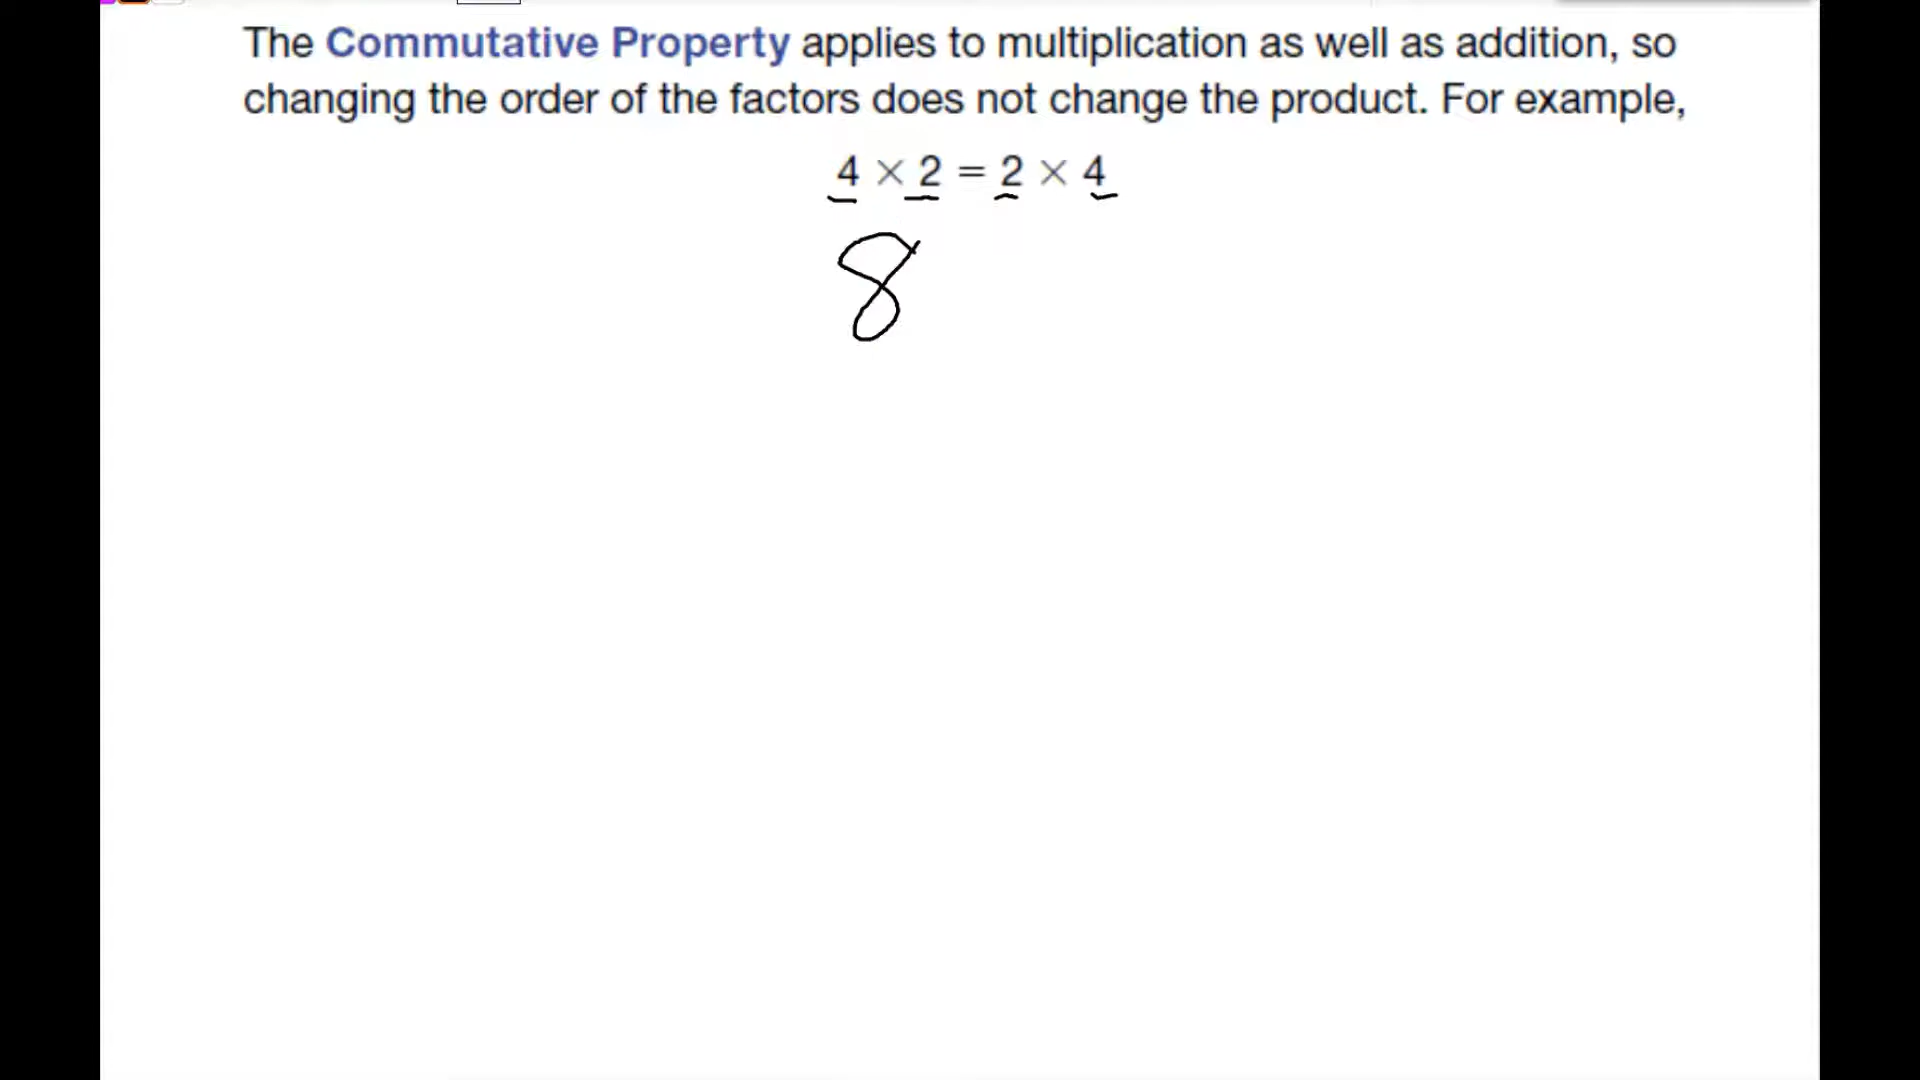 The Commutative Property applies to multiplication as well as addition, so
changing the order of the factors does not change the product. For example,
4 × 2 = 2 × 4
8